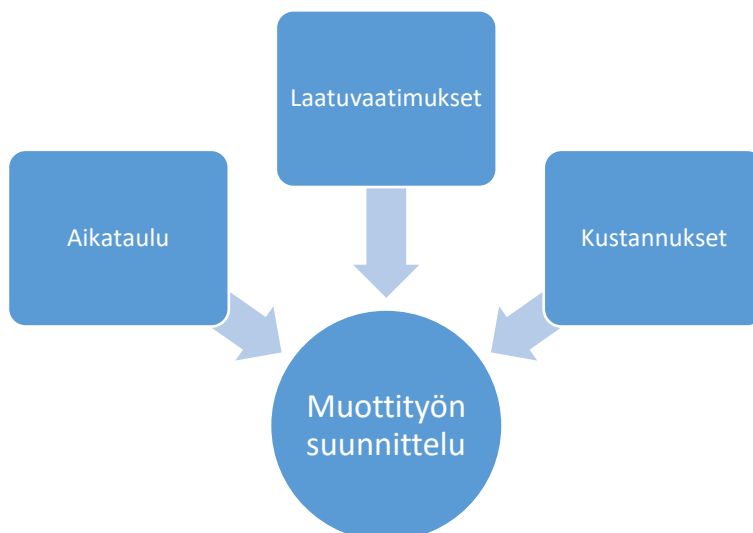 Laatuvaatimukset
Aikataulu
Kustannukset
Muottityön
suunnittelu